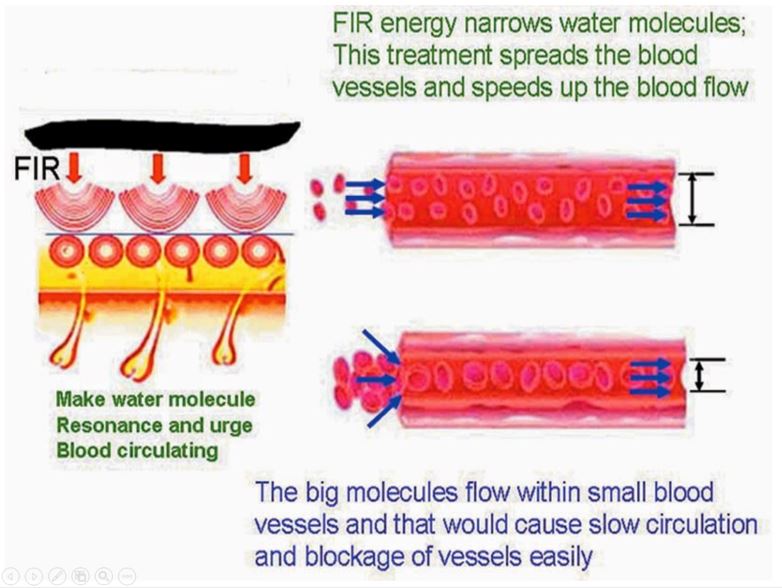 FIR energy narrows water molecules;
This treatment spreads the blood
vessels and speeds up the blood flow
FIR
Make water molecule
Resonance and urge
Blood circulating
The big molecules flow within small blood
vessels and that would cause slow circulation
and blockage of vessels easily